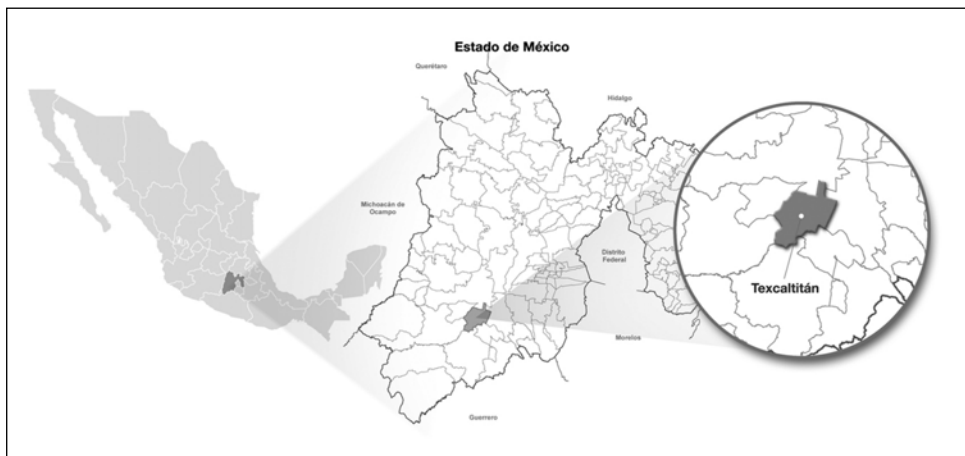 Estado de México
Querétaro
Hidalgo
Michoacán
de Ocampo
Distrito
Federal
Texcaltitán
Morelos
Guerrero